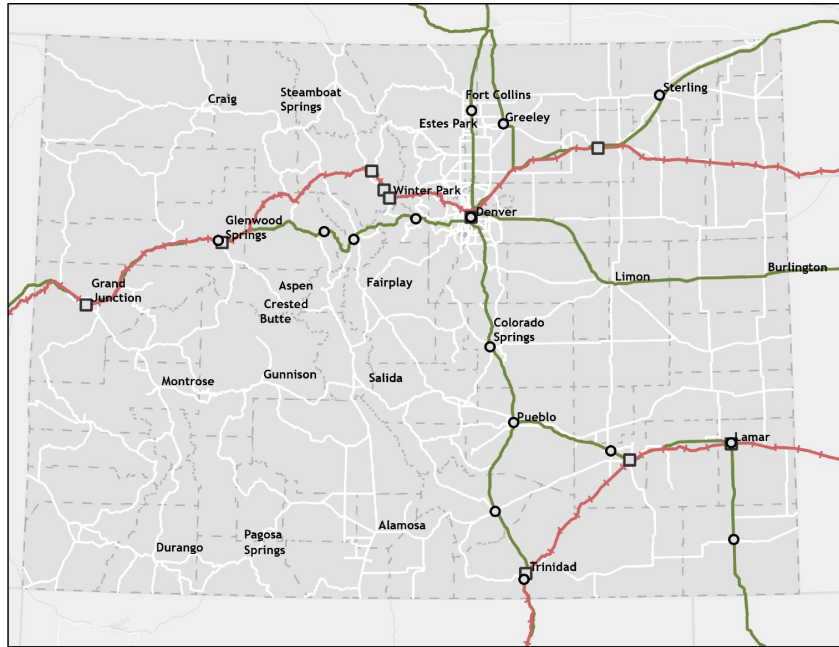 Sterling
Fort Collins
Steamboat
Springs
Craig
Estes Park
Greeley
Winter Park
Denver
Glenwood
Springs
Burlington
Limon
Grand
Junction
Aspen
Fairplay
Crested
Butte
Colorado
Springs
Montrose
Gunnison
Salida
Pueblo
Lamar
Alamosa
Pagosa
Springs
Durango
Trinidad